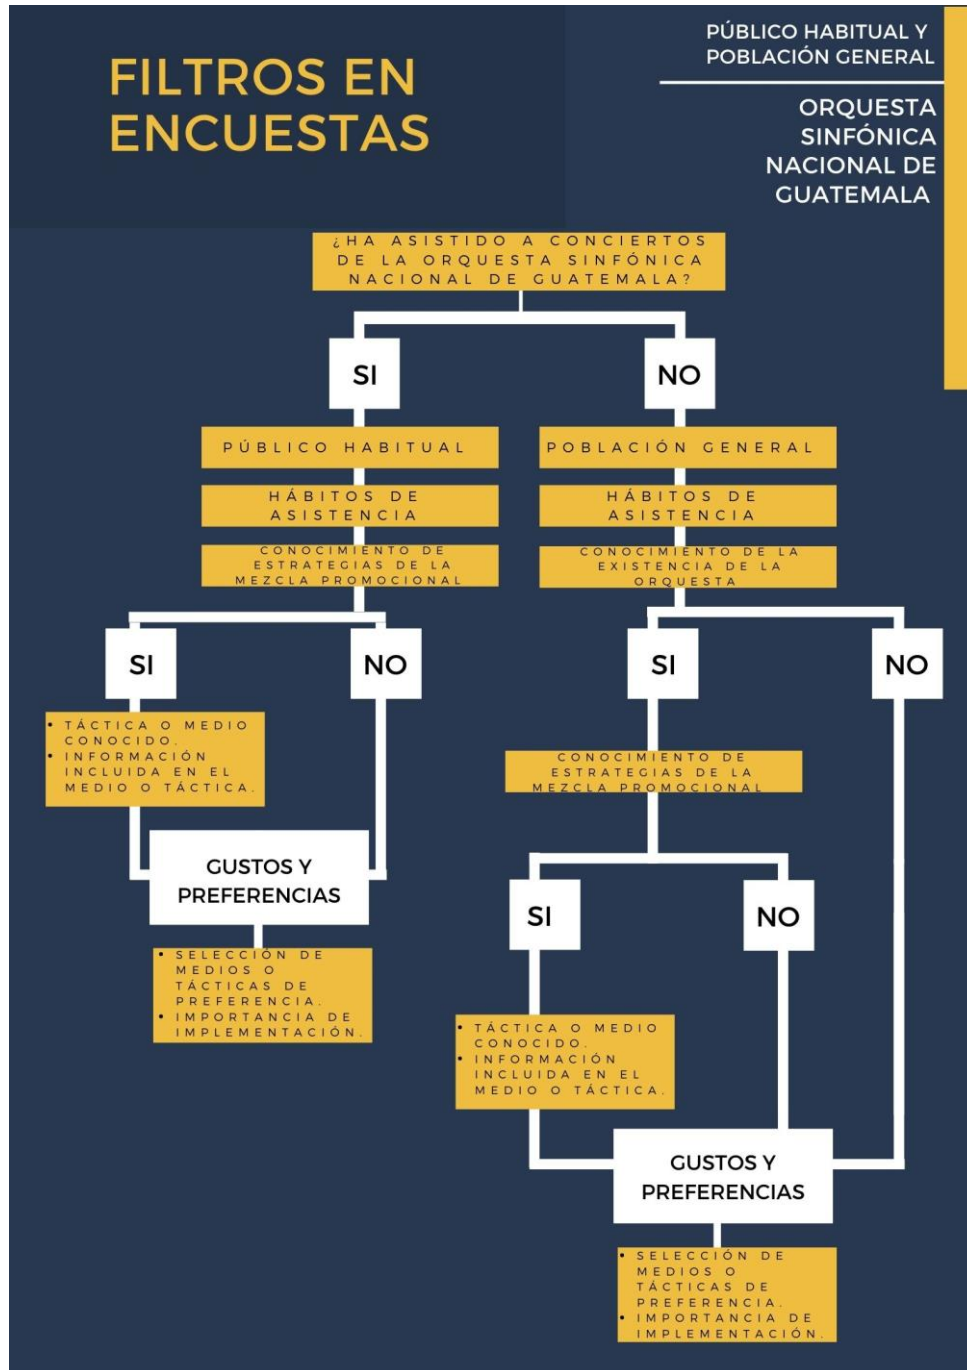 FILTROS EN
ENCUESTAS
PÚBLICO HABITUAL Y
POBLACIÓN GENERAL
ORQUESTA
SINFÓNICA
NACIONAL DE
GUATEMALA
¿HA ASISTIDO A CONCIERTOS
DE LA ORQUESTA SINFÓNICA
NACIONAL DE GUATEMALA?
SI
NO
PÚBLICO HABITUAL
POBLACIÓN GENERAL
HÁBITOS DE
ASISTENCIA
HÁBITOS DE
ASISTENCIA
CONOCIMIENTO DE
ESTRATEGIAS DE LA
MEZCLA PROMOCIONAL
CONOCIMIENTO DE LA
EXISTENCIA DE LA
ORQUESTA
SI
NO
SI
NO
• TÁCTICA O MEDIO
CONOCIDO.
• INFORMACIÓN
INCLUIDA EN EL
MEDIO O TÁCTICA.
CONOCIMIENTO DE
ESTRATEGIAS DE LA
MEZCLA PROMOCIONAL
GUSTOS Y
PREFERENCIAS
SI
NO
• SELECCIÓN DE
MEDIOS O
TÁCTICAS DE
PREFERENCIA.
• IMPORTANCIA DE
IMPLEMENTACIÓN.
• TÁCTICA O MEDIO
CONOCIDO.
• INFORMACIÓN
INCLUIDA EN EL
MEDIO O TÁCTICA.
GUSTOS Y
PREFERENCIAS
• SELECCIÓN DE
MEDIOS O
TÁCTICAS DE
PREFERENCIA.
• IMPORTANCIA DE
IMPLEMENTACIÓN.